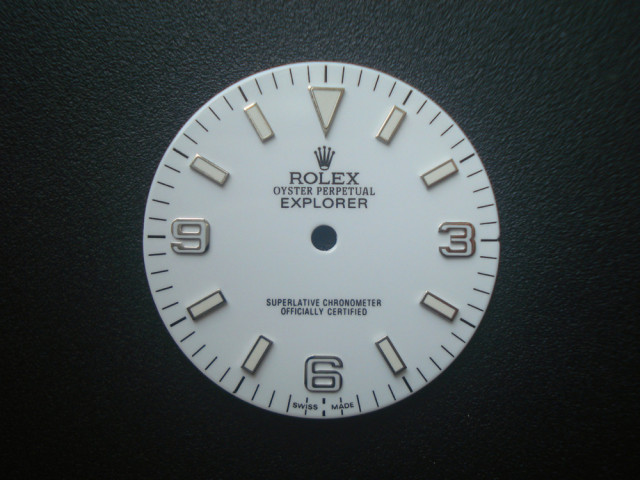 ROLEX
OYSTER PERPETUAL
EXPLORER
9 3
SUPERLATIVE CHRONOMETER
OFFICIALLY CERTIFIED
6
SWISS MADE